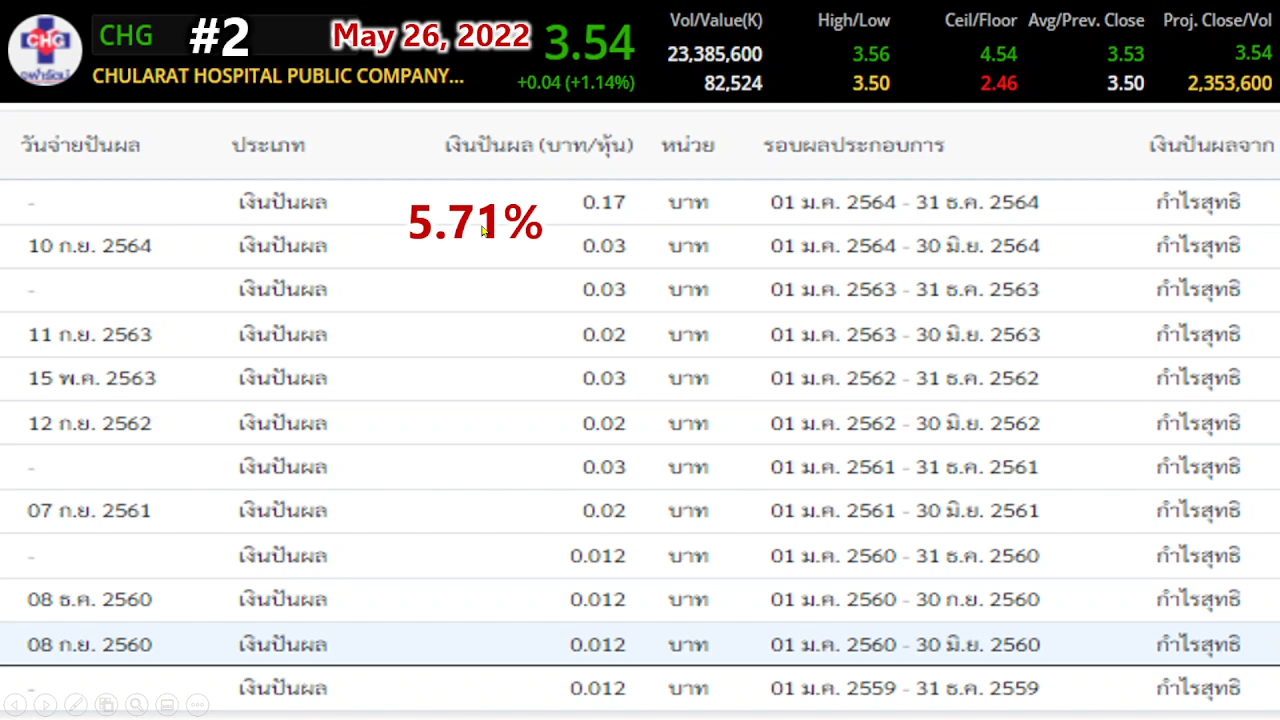 CHG
CHG
#2
May 26, 2022
3.54
CHULARAT HOSPITAL PUBLIC COMPANY...
+0.04 (+1.14%)
Vol/Value(K) High/Low Ceil/Floor Avg/Prev. Close Proj. Close/Vol
23,385,600 3.56 4.54 3.53 3.54
82,524 3.50 2.46 3.50 2,353,600
วันจ่ายปันผล ประเภท เงินปันผล (บาท/หุ้น) หน่วย รอบผลประกอบการ เงินปันผลจาก
- เงินปันผล 0.17 บาท 01 ม.ค. 2564 - 31 ธ.ค. 2564 กำไรสุทธิ
5.71%
10 ก.ย. 2564 เงินปันผล 0.03 บาท 01 ม.ค. 2564 - 30 มิ.ย. 2564 กำไรสุทธิ
- เงินปันผล 0.03 บาท 01 ม.ค. 2563 - 31 ธ.ค. 2563 กำไรสุทธิ
11 ก.ย. 2563 เงินปันผล 0.02 บาท 01 ม.ค. 2563 - 30 มิ.ย. 2563 กำไรสุทธิ
15 พ.ค. 2563 เงินปันผล 0.03 บาท 01 ม.ค. 2562 - 31 ธ.ค. 2562 กำไรสุทธิ
12 ก.ย. 2562 เงินปันผล 0.02 บาท 01 ม.ค. 2562 - 30 มิ.ย. 2562 กำไรสุทธิ
- เงินปันผล 0.03 บาท 01 ม.ค. 2561 - 31 ธ.ค. 2561 กำไรสุทธิ
07 ก.ย. 2561 เงินปันผล 0.02 บาท 01 ม.ค. 2561 - 30 มิ.ย. 2561 กำไรสุทธิ
- เงินปันผล 0.012 บาท 01 ม.ค. 2560 - 31 ธ.ค. 2560 กำไรสุทธิ
08 ธ.ค. 2560 เงินปันผล 0.012 บาท 01 ม.ค. 2560 - 30 ก.ย. 2560 กำไรสุทธิ
08 ก.ย. 2560 เงินปันผล 0.012 บาท 01 ม.ค. 2560 - 30 มิ.ย. 2560 กำไรสุทธิ
- เงินปันผล 0.012 บาท 01 ม.ค. 2559 - 31 ธ.ค. 2559 กำไรสุทธิ